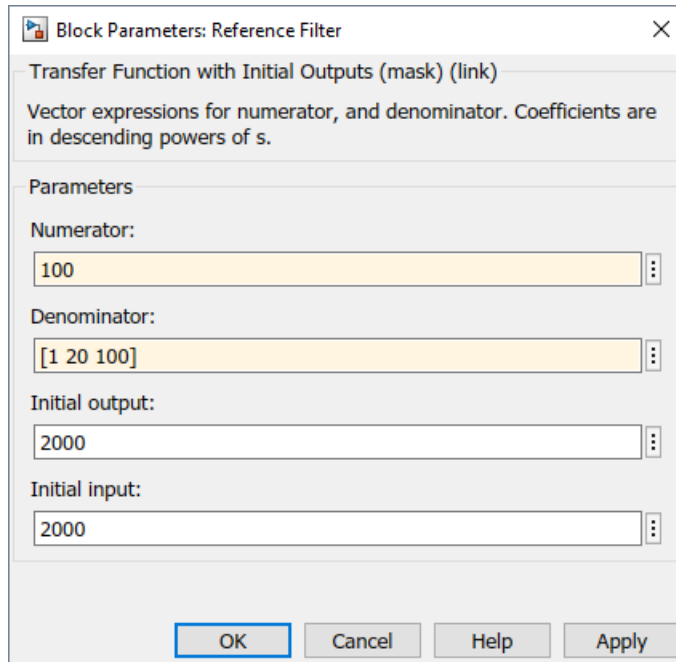 Block Parameters: Reference Filter
Transfer Function with Initial Outputs (mask) (link)
Vector expressions for numerator, and denominator. Coefficients are
in descending powers of s.
Parameters
Numerator:
100
Denominator:
[1 20 100]
Initial output:
2000
Initial input:
2000
OK Cancel Help Apply